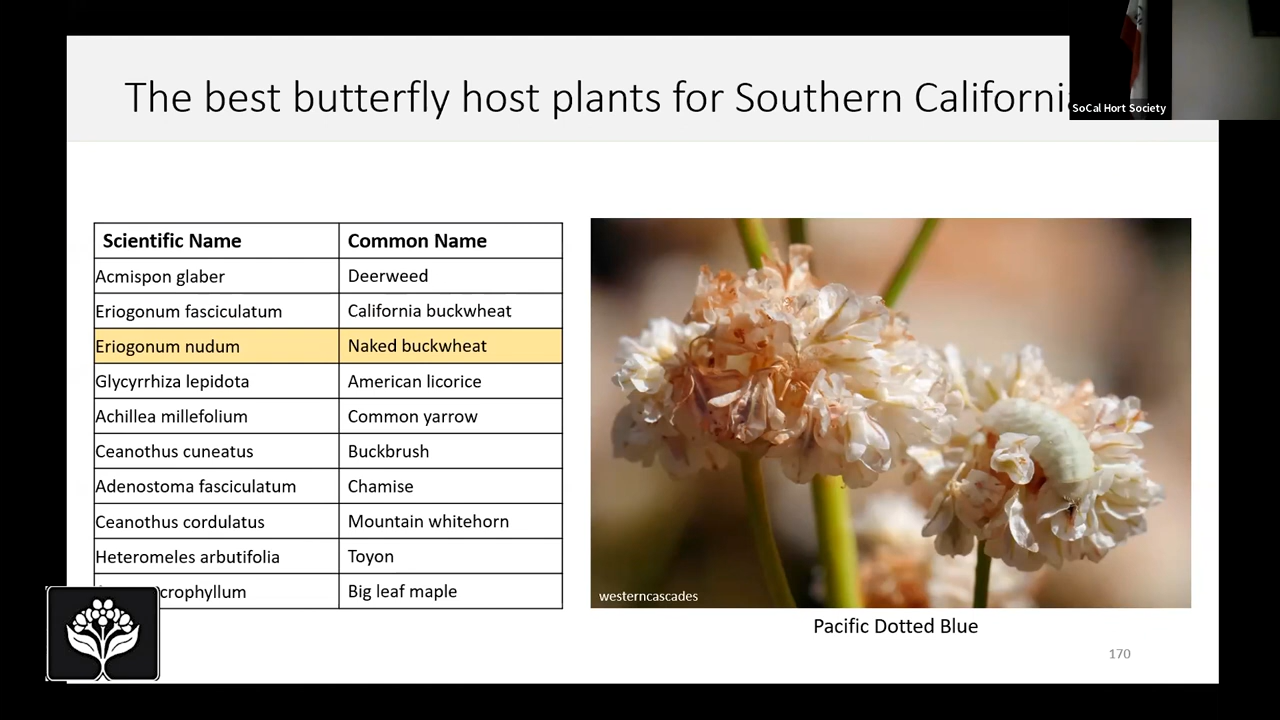 The best butterfly host plants for Southern Californi
SoCal Hort Society
Scientific Name Common Name
Acmispon glaber Deerweed
Eriogonum fasciculatum California buckwheat
Eriogonum nudum Naked buckwheat
Glycyrrhiza lepidota American licorice
Achillea millefolium Common yarrow
Ceanothus cuneatus Buckbrush
Adenostoma fasciculatum Chamise
Ceanothus cordulatus Mountain whitehorn
Heteromeles arbutifolia Toyon
crophyllum Big leaf maple
westerncascades
Pacific Dotted Blue
170